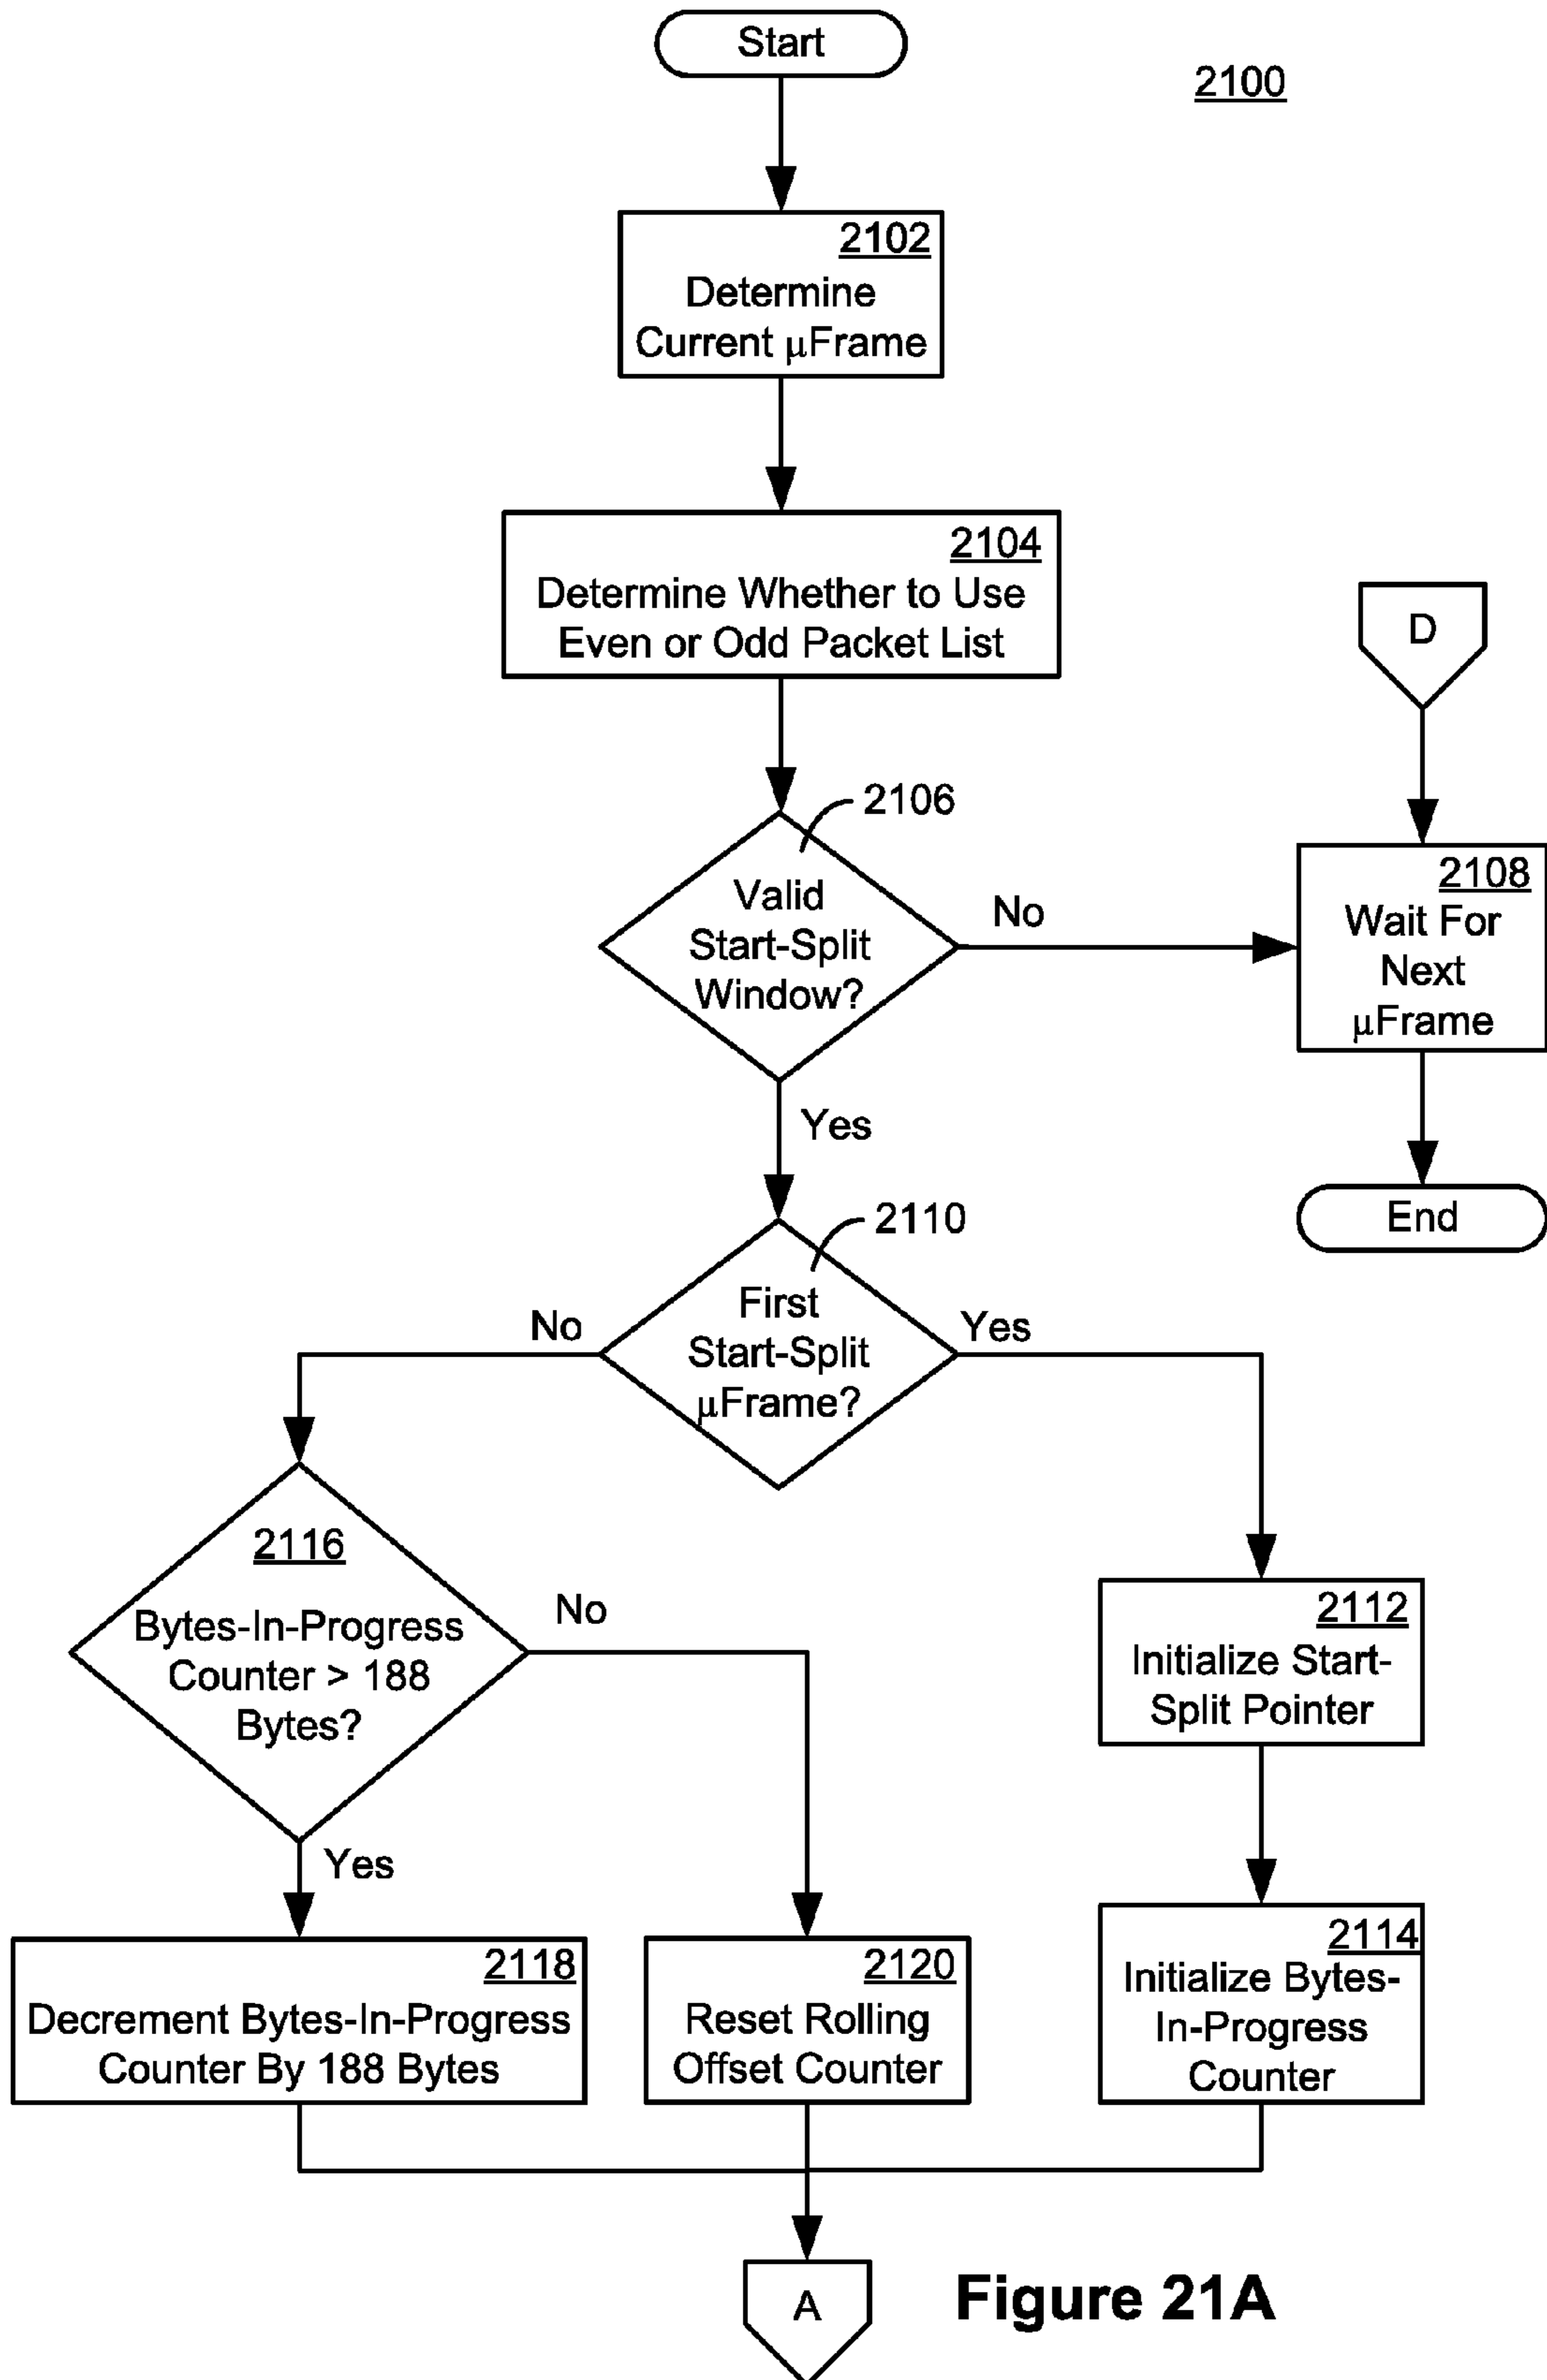 Start
2100
2102
Determine
Current μFrame
2104
Determine Whether to Use
Even or Odd Packet List
D
2106
Valid
Start-Split
Window?
No
2108
Wait For
Next
μFrame
Yes
End
2110
First
Start-Split
μFrame?
No
Yes
2116
Bytes-In-Progress
Counter > 188
Bytes?
No
Yes
2112
Initialize Start-
Split Pointer
2118
Decrement Bytes-In-Progress
Counter By 188 Bytes
2120
Reset Rolling
Offset Counter
2114
Initialize Bytes-
In-Progress
Counter
A
Figure 21A